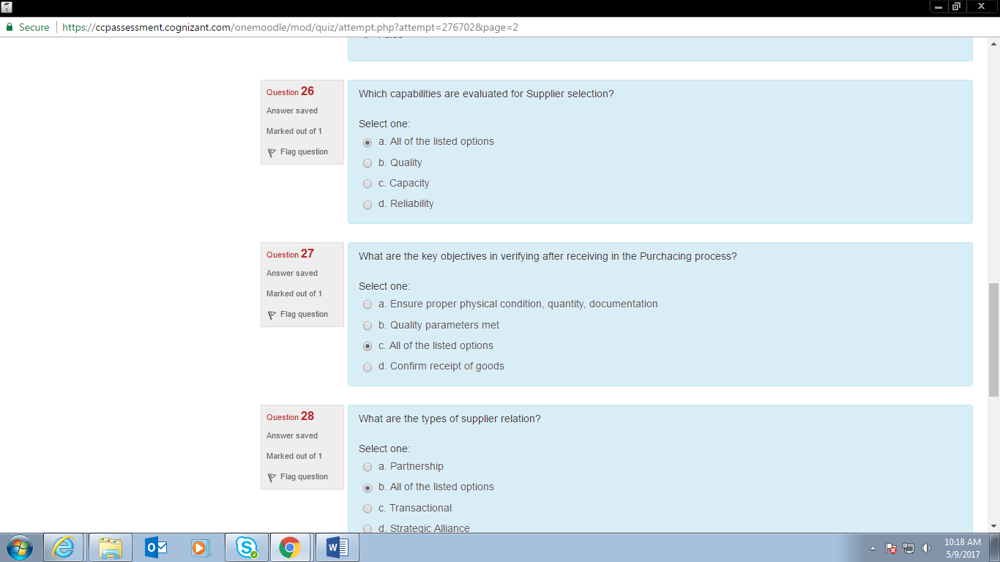 Secure https://ccpassessment.cognizant.com/onemoodle/mod/quiz/attempt.php?attempt=276702&page=2
Question 26
Answer saved
Marked out of 1
Flag question
Which capabilities are evaluated for Supplier selection?
Select one:
a. All of the listed options
b. Quality
c. Capacity
d. Reliability
Question 27
Answer saved
Marked out of 1
Flag question
What are the key objectives in verifying after receiving in the Purchacing process?
Select one:
a. Ensure proper physical condition, quantity, documentation
b. Quality parameters met
c. All of the listed options
d. Confirm receipt of goods
Question 28
Answer saved
Marked out of 1
Flag question
What are the types of supplier relation?
Select one:
a. Partnership
b. All of the listed options
c. Transactional
d. Strategic Alliance
10:18 AM
5/9/2017